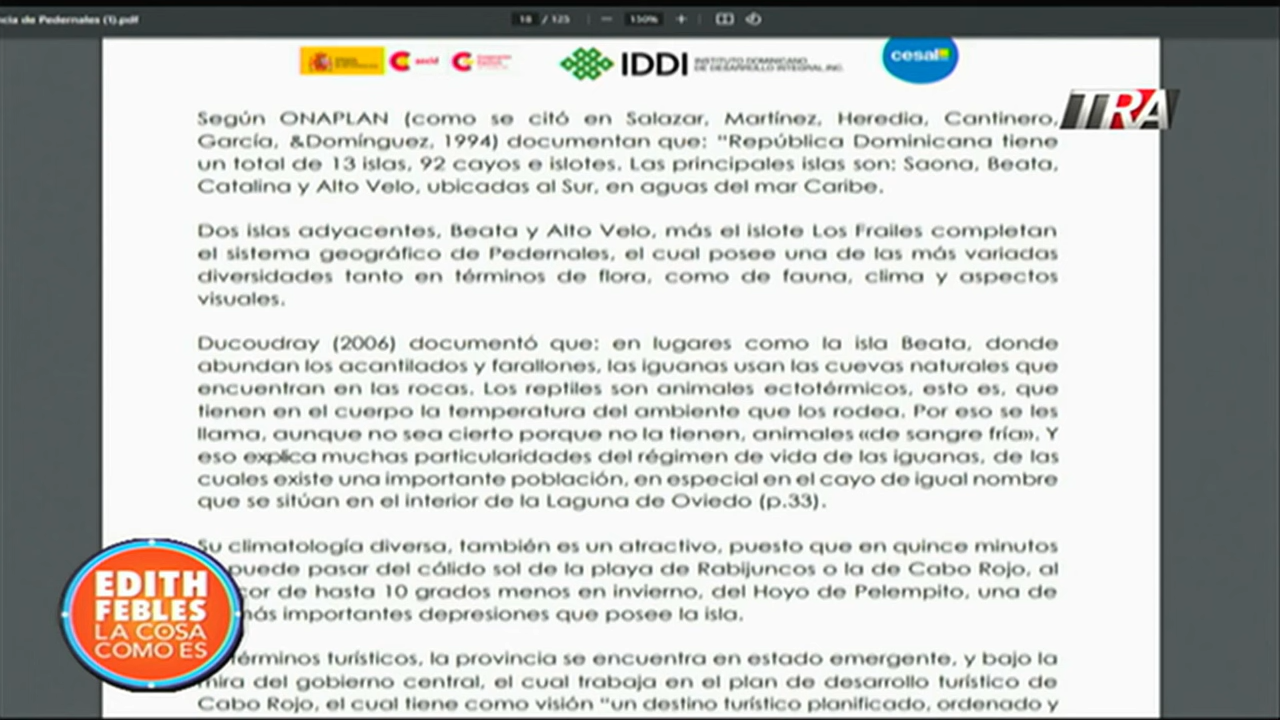 ncia de Pedernales (1).pdf
18 / 125
150%
aecid
IDDI
INSTITUTO DOMINICANO
DE DESARROLLO INTEGRAL, INC.
cesal
TRA
Según ONAPLAN (como se citó en Salazar, Martínez, Heredia, Cantinero,
García, &Domínguez, 1994) documentan que: “República Dominicana tiene
un total de 13 islas, 92 cayos e islotes. Las principales islas son: Saona, Beata,
Catalina y Alto Velo, ubicadas al Sur, en aguas del mar Caribe.
Dos islas adyacentes, Beata y Alto Velo, más el islote Los Frailes completan
el sistema geográfico de Pedernales, el cual posee una de las más variadas
diversidades tanto en términos de flora, como de fauna, clima y aspectos
visuales.
Ducoudray (2006) documentó que: en lugares como la isla Beata, donde
abundan los acantilados y farallones, las iguanas usan las cuevas naturales que
encuentran en las rocas. Los reptiles son animales ectotérmicos, esto es, que
tienen en el cuerpo la temperatura del ambiente que los rodea. Por eso se les
llama, aunque no sea cierto porque no la tienen, animales «de sangre fría». Y
eso explica muchas particularidades del régimen de vida de las iguanas, de las
cuales existe una importante población, en especial en el cayo de igual nombre
que se sitúan en el interior de la Laguna de Oviedo (p.33).
Su climatología diversa, también es un atractivo, puesto que en quince minutos
puede pasar del cálido sol de la playa de Rabijuncos o la de Cabo Rojo, al
cor de hasta 10 grados menos en invierno, del Hoyo de Pelempito, una de
más importantes depresiones que posee la isla.
términos turísticos, la provincia se encuentra en estado emergente, y bajo la
mira del gobierno central, el cual trabaja en el plan de desarrollo turístico de
Cabo Rojo, el cual tiene como visión “un destino turístico planificado, ordenado y
EDITH
FEBLES
LA COSA
COMO ES